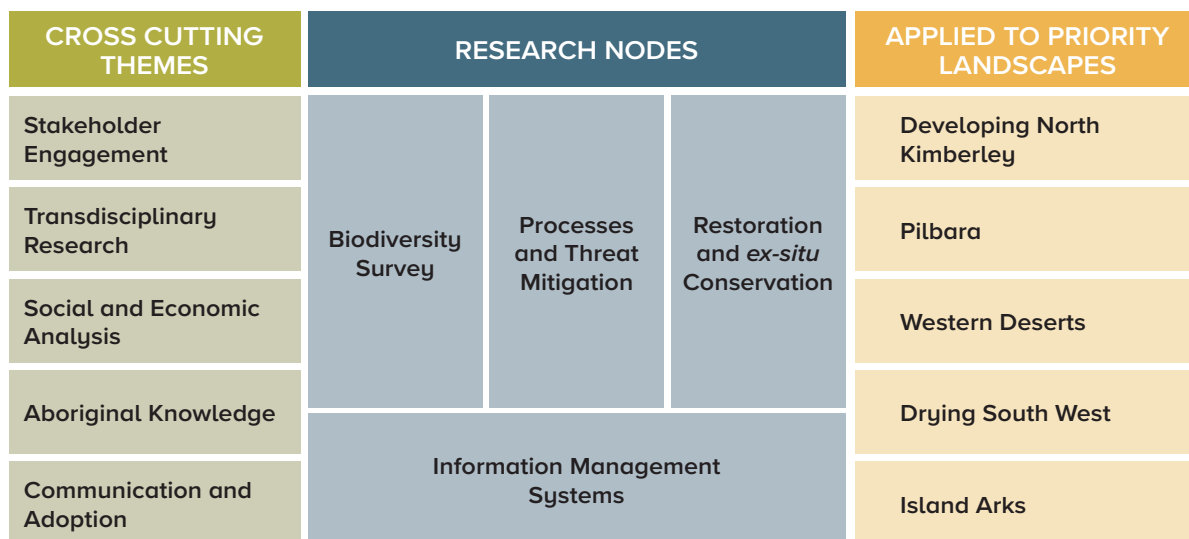 CROSS CUTTING
THEMES
Stakeholder
Engagement
Transdisciplinary
Research
Social and Economic
Analysis
Aboriginal Knowledge
Communication and
Adoption
RESEARCH NODES
Biodiversity
Survey
Processes
and Threat
Mitigation
Restoration
and ex-situ
Conservation
Information Management
Systems
APPLIED TO PRIORITY
LANDSCAPES
Developing North
Kimberley
Pilbara
Western Deserts
Drying South West
Island Arks